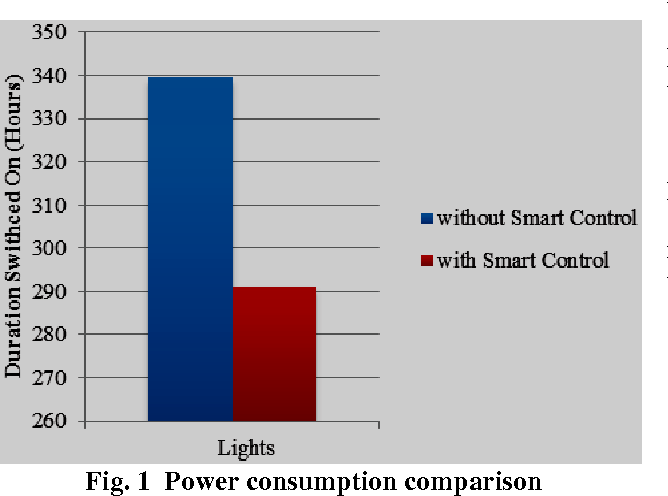 350
340
330
320
310
300
290
280
270
260
Duration Swithced On (Hours)
Lights
without Smart Control
with Smart Control
Fig. 1 Power consumption comparison